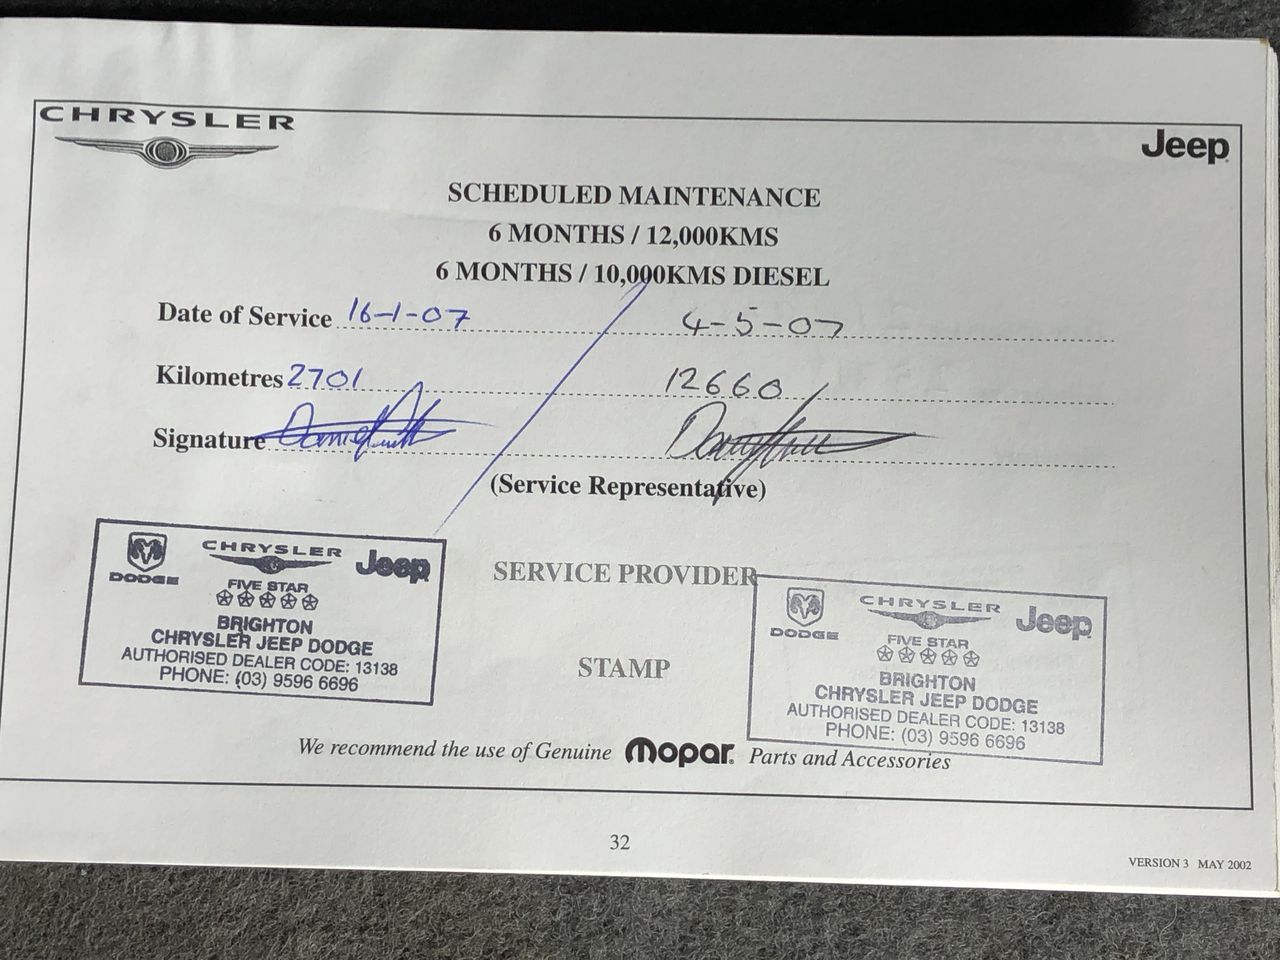 CHRYSLER
Jeep
SCHEDULED MAINTENANCE
6 MONTHS / 12,000KMS
6 MONTHS / 10,000KMS DIESEL
Date of Service 16-1-07 4-5-07
Kilometres 2701 12660
Signature
(Service Representative)
DODGE CHRYSLER Jeep
FIVE STAR
BRIGHTON
CHRYSLER JEEP DODGE
AUTHORISED DEALER CODE: 13138
PHONE: (03) 9596 6696
SERVICE PROVIDER
STAMP
DODGE CHRYSLER Jeep
FIVE STAR
BRIGHTON
CHRYSLER JEEP DODGE
AUTHORISED DEALER CODE: 13138
PHONE: (03) 9596 6696
We recommend the use of Genuine Mopar. Parts and Accessories
32
VERSION 3 MAY 2002